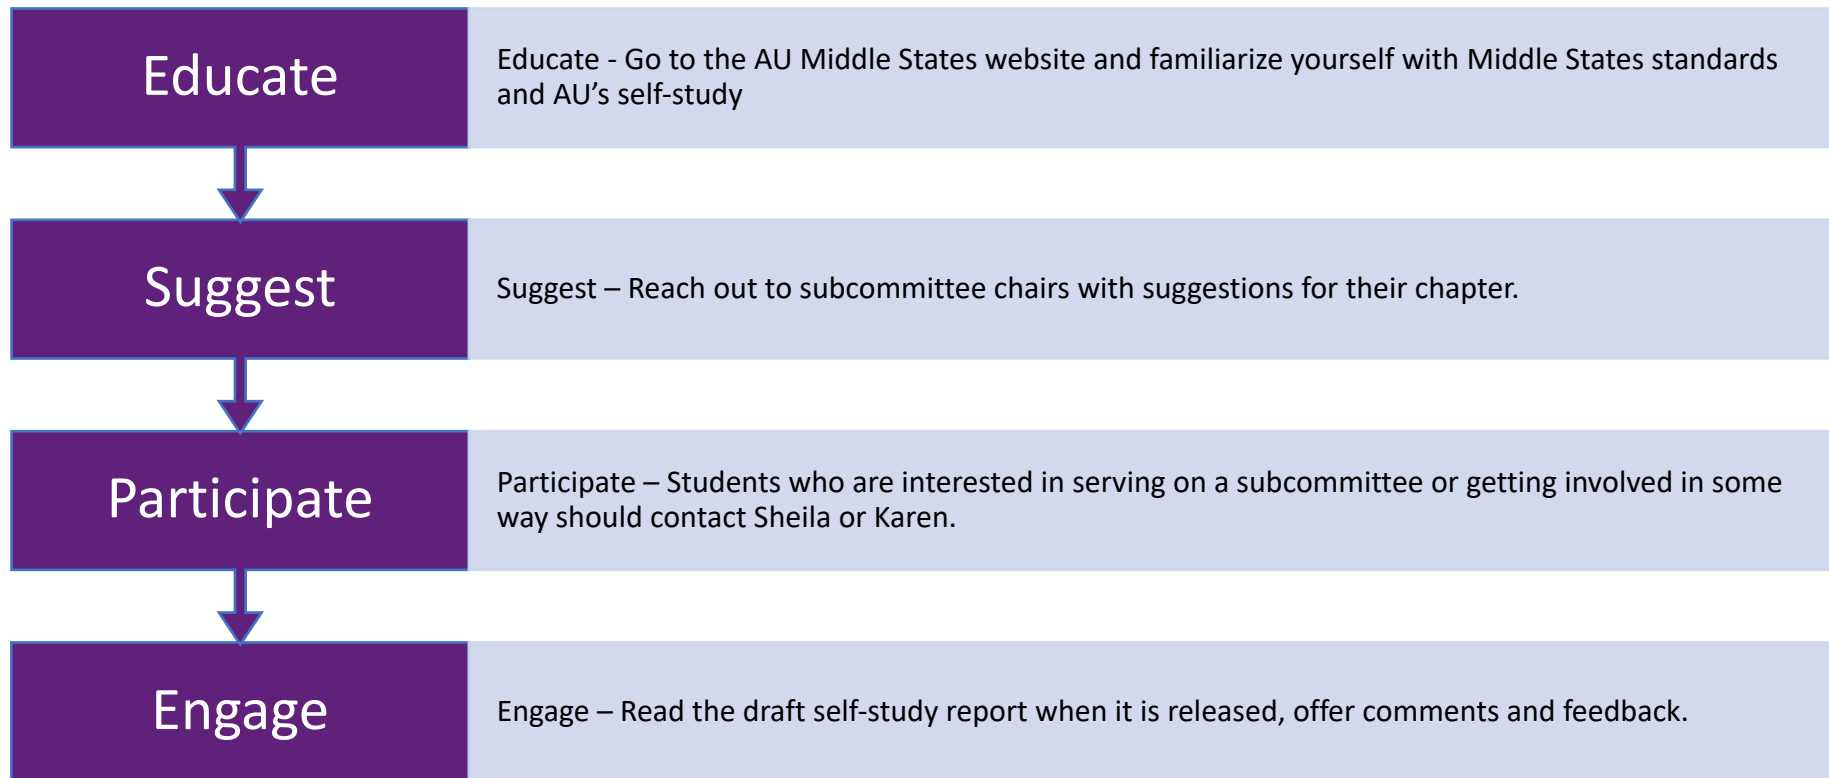 Educate
Educate - Go to the AU Middle States website and familiarize yourself with Middle States standards
and AU’s self-study
Suggest
Suggest – Reach out to subcommittee chairs with suggestions for their chapter.
Participate
Participate – Students who are interested in serving on a subcommittee or getting involved in some
way should contact Sheila or Karen.
Engage
Engage – Read the draft self-study report when it is released, offer comments and feedback.